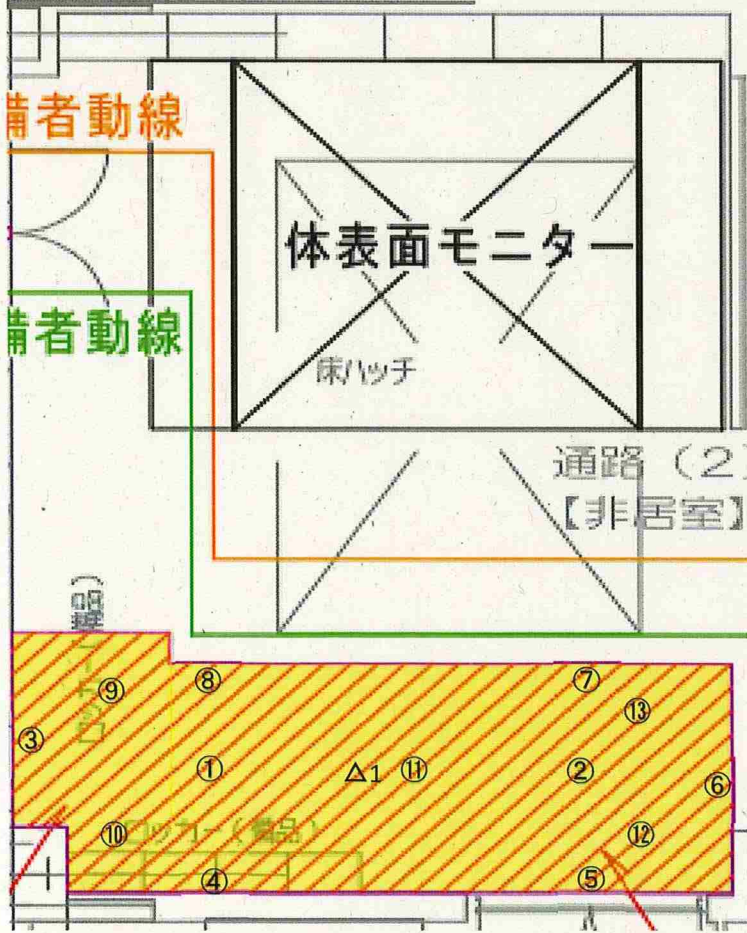 備者動線
体表面モニター
備者動線
床ハッチ
通路（2）
【非居室】
⑧
⑦
⑨
⑬
③
①
△1
⑪
②
⑥
⑩
ロッカー（備品）
⑫
④
⑤